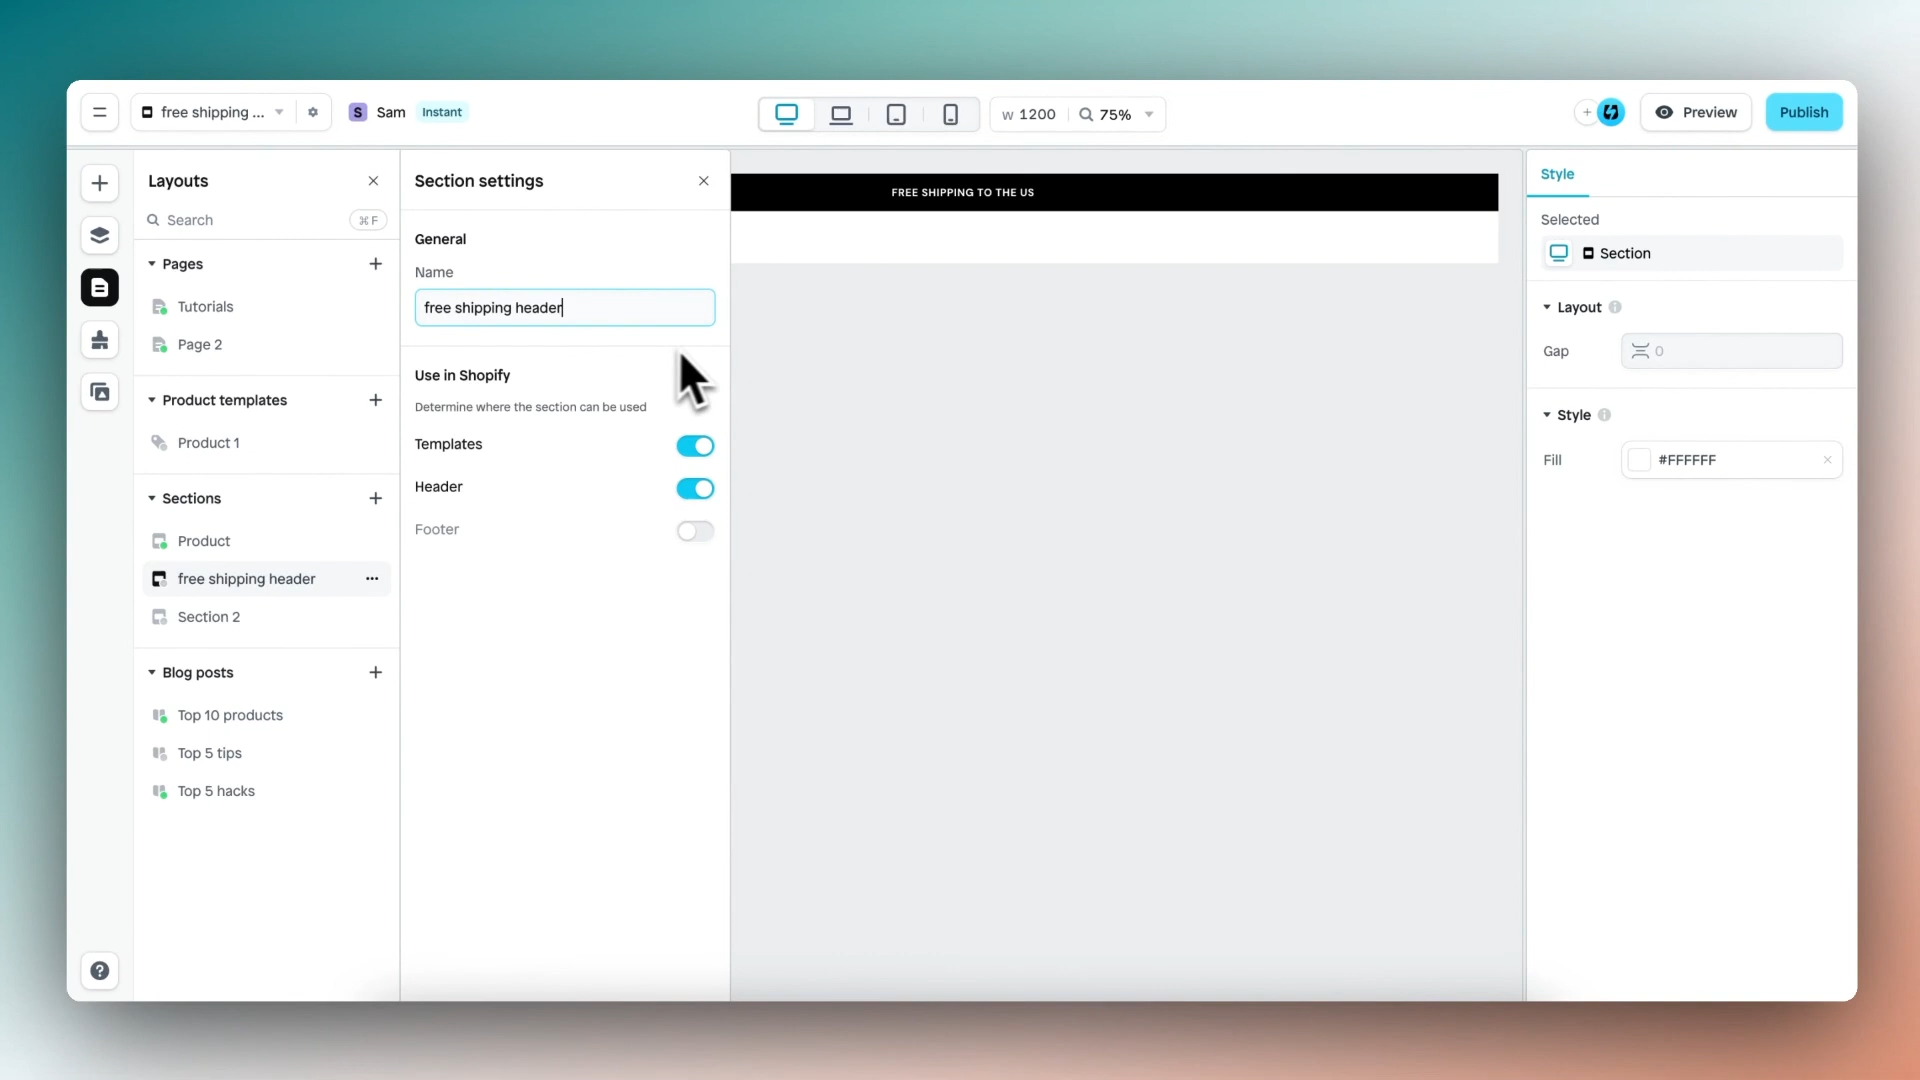 free shipping ...
S Sam Instant
W 1200
75%
Preview
Publish
Layouts
Search
⌘ F
Pages
Tutorials
Page 2
Product templates
Product 1
Sections
Product
free shipping header
Section 2
Blog posts
Top 10 products
Top 5 tips
Top 5 hacks
Section settings
General
Name
free shipping header
Use in Shopify
Determine where the section can be used
Templates
Header
Footer
FREE SHIPPING TO THE US
Style
Selected
Section
Layout
Gap
0
Style
Fill
#FFFFFF